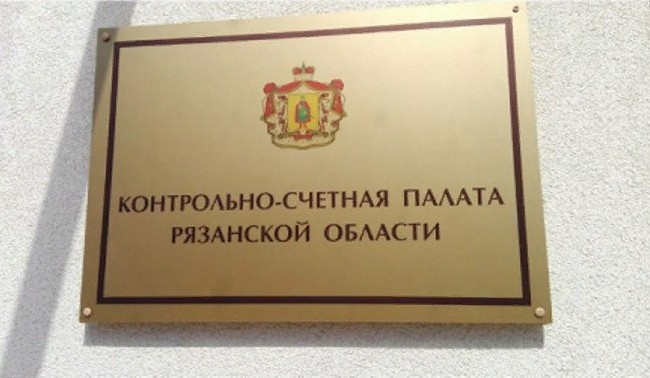 КОНТРОЛЬНО-СЧЕТНАЯ ПАЛАТА
РЯЗАНСКОЙ ОБЛАСТИ